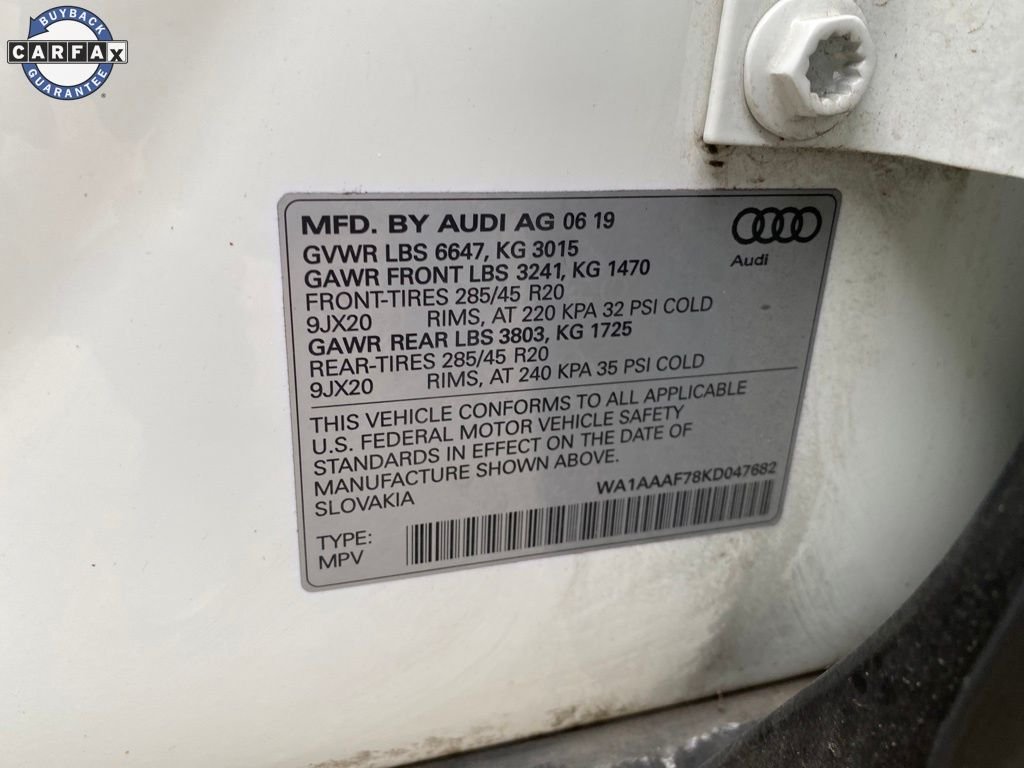 BUYBACK
CARFAX
GUARANTEE
MFD. BY AUDI AG 06 19
GVWR LBS 6647, KG 3015
GAWR FRONT LBS 3241, KG 1470
FRONT-TIRES 285/45 R20
9JX20 RIMS, AT 220 KPA 32 PSI COLD
GAWR REAR LBS 3803, KG 1725
REAR-TIRES 285/45 R20
9JX20 RIMS, AT 240 KPA 35 PSI COLD
Audi
THIS VEHICLE CONFORMS TO ALL APPLICABLE
U.S. FEDERAL MOTOR VEHICLE SAFETY
STANDARDS IN EFFECT ON THE DATE OF
MANUFACTURE SHOWN ABOVE.
SLOVAKIA WA1AAAF78KD047682
TYPE:
MPV